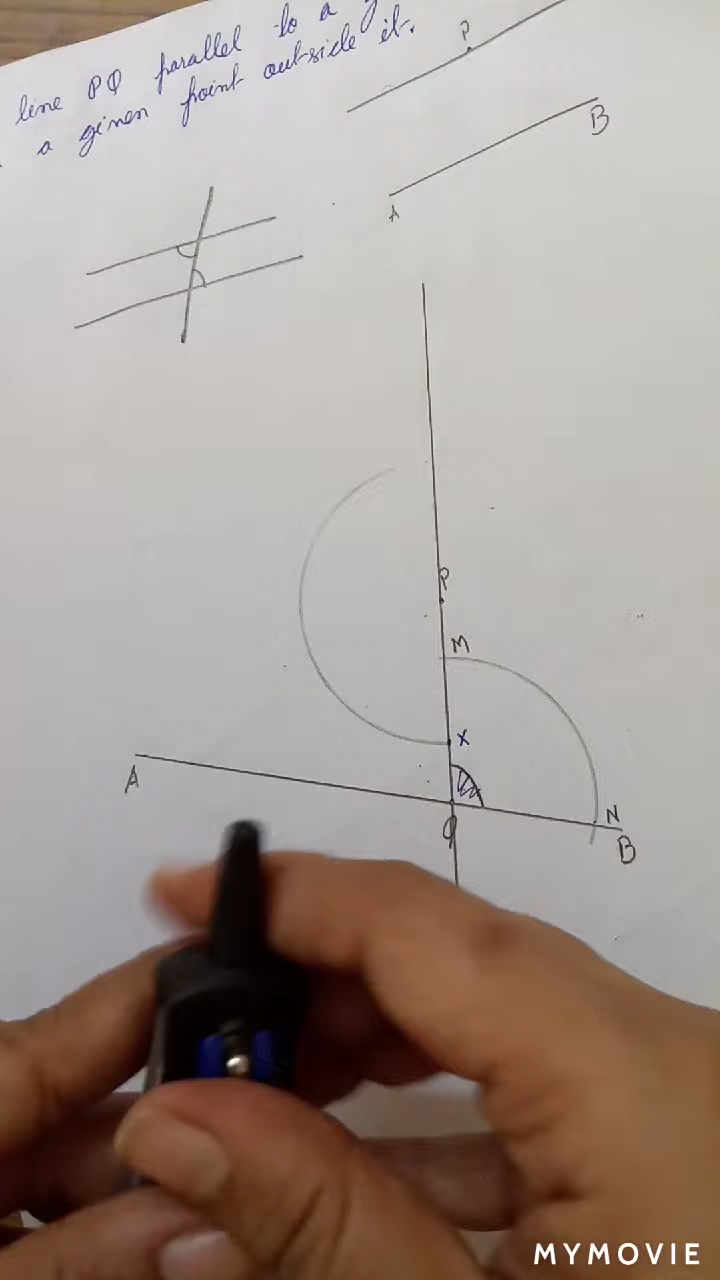 line PQ parallel to a
a given point outside it.
P
B
A
P
M
X
A
Q
N
B
MYMOVIE